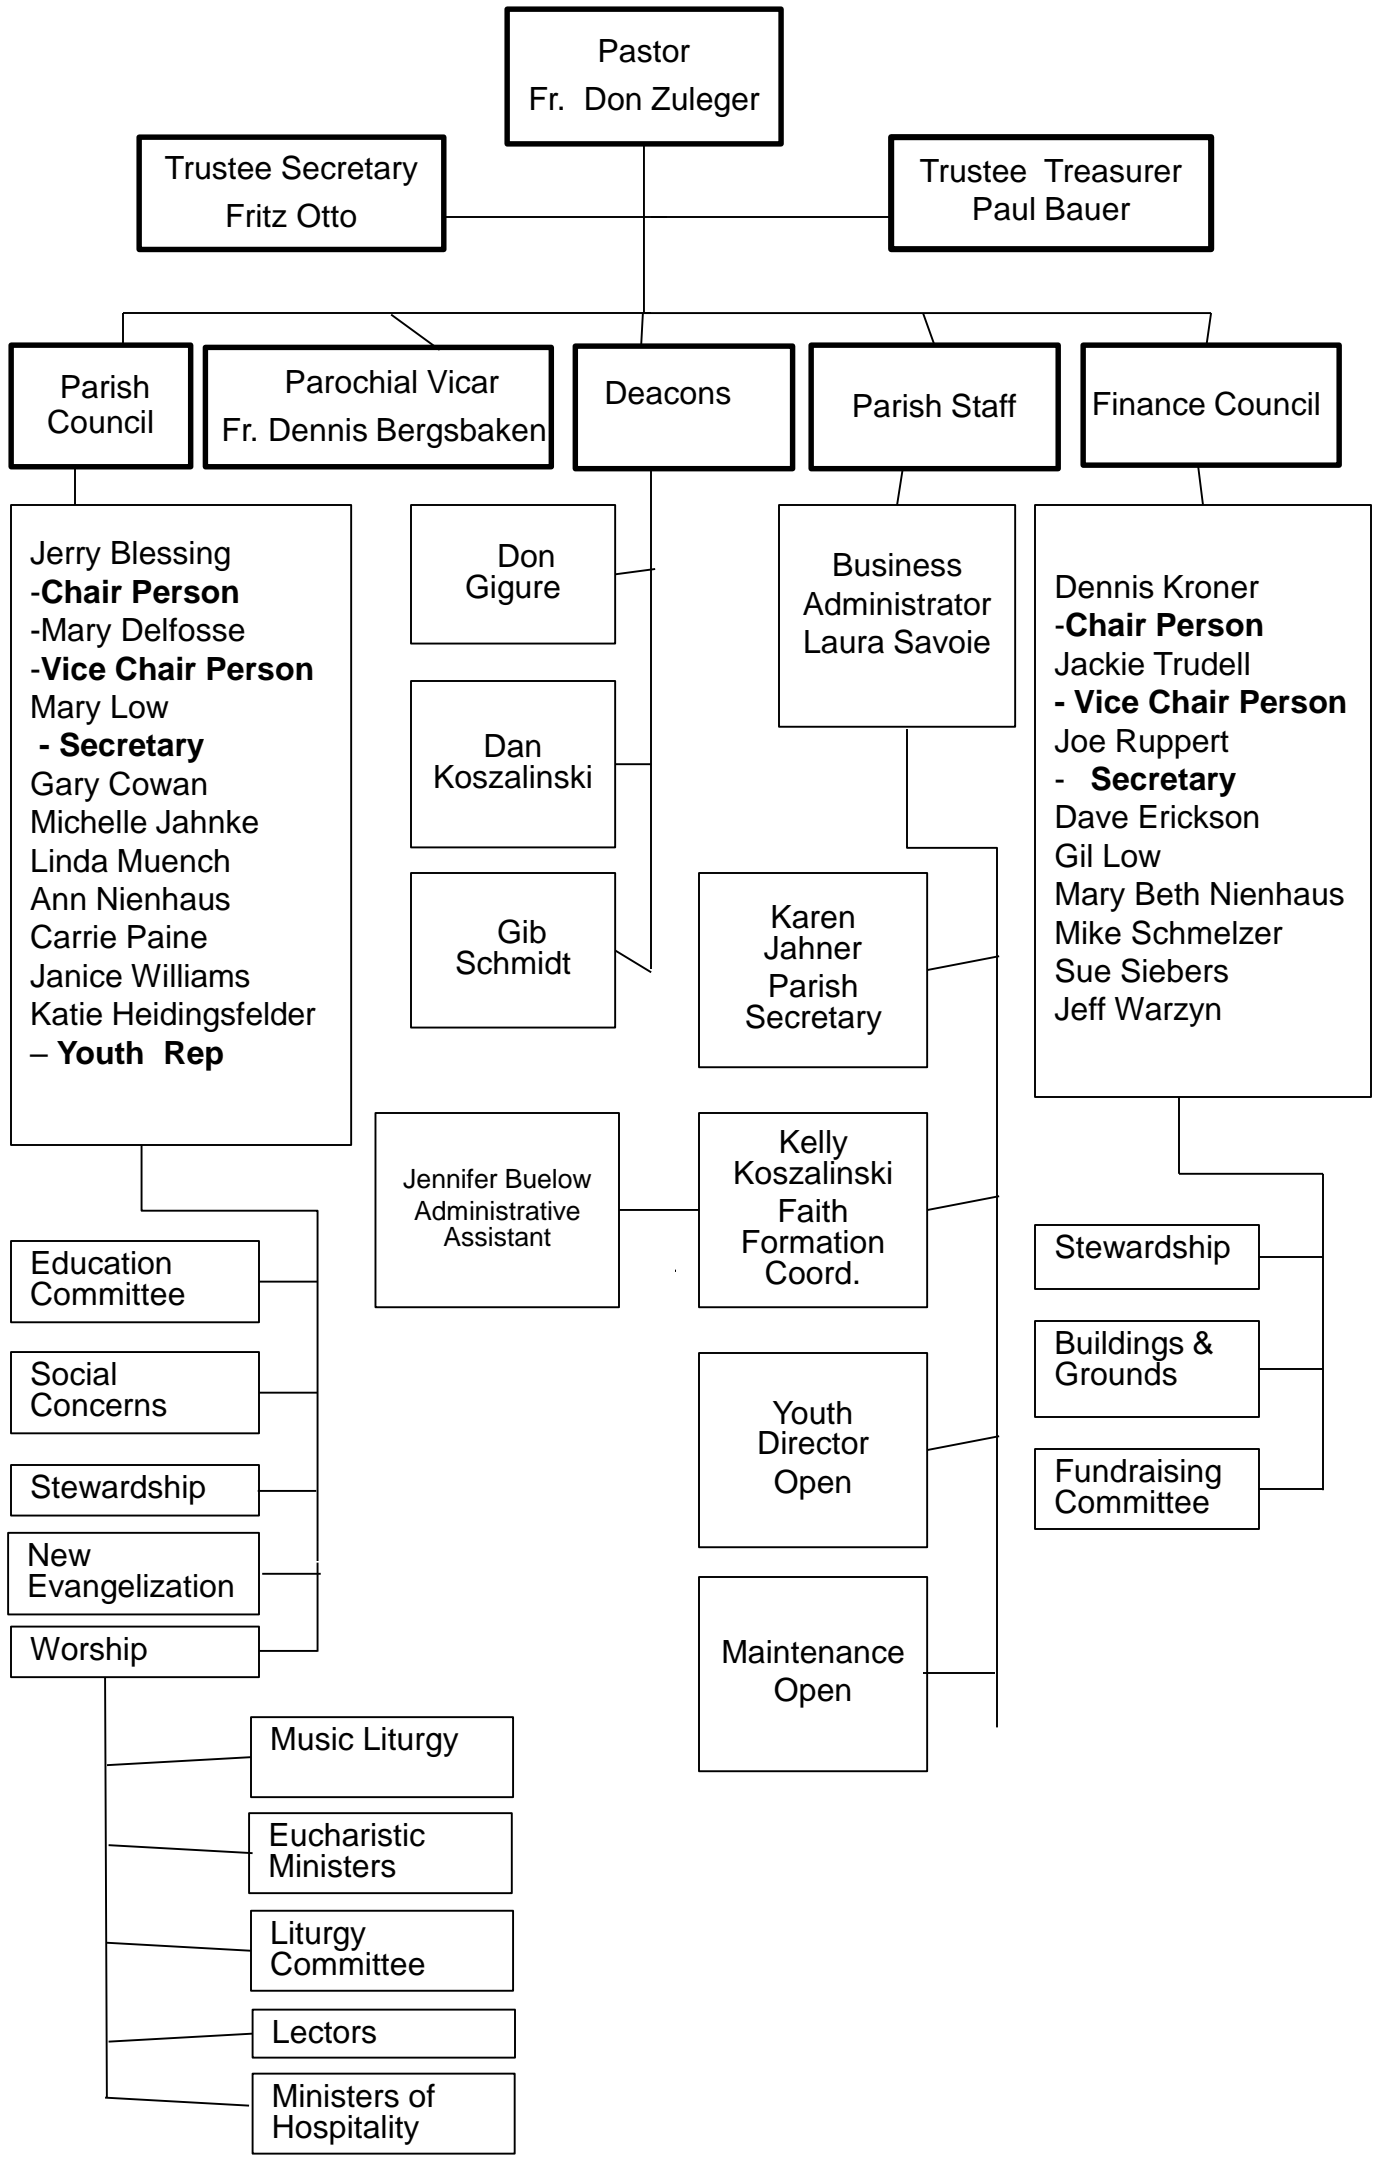 Pastor
Fr. Don Zuleger
Trustee Secretary
Fritz Otto
Trustee Treasurer
Paul Bauer
Parish
Council
Parochial Vicar
Fr. Dennis Bergsbaken
Deacons
Parish Staff
Finance Council
Jerry Blessing
-Chair Person
-Mary Delfosse
-Vice Chair Person
Mary Low
- Secretary
Gary Cowan
Michelle Jahnke
Linda Muench
Ann Nienhaus
Carrie Paine
Janice Williams
Katie Heidingsfelder
– Youth Rep
Don
Gigure
Dan
Koszalinski
Gib
Schmidt
Business
Administrator
Laura Savoie
Karen
Jahner
Parish
Secretary
Jennifer Buelow
Administrative
Assistant
Kelly
Koszalinski
Faith
Formation
Coord.
Youth
Director
Open
Maintenance
Open
Dennis Kroner
-Chair Person
Jackie Trudell
- Vice Chair Person
Joe Ruppert
- Secretary
Dave Erickson
Gil Low
Mary Beth Nienhaus
Mike Schmelzer
Sue Siebers
Jeff Warzyn
Stewardship
Buildings &
Grounds
Fundraising
Committee
Education
Committee
Social
Concerns
Stewardship
New
Evangelization
Worship
Music Liturgy
Eucharistic
Ministers
Liturgy
Committee
Lectors
Ministers of
Hospitality